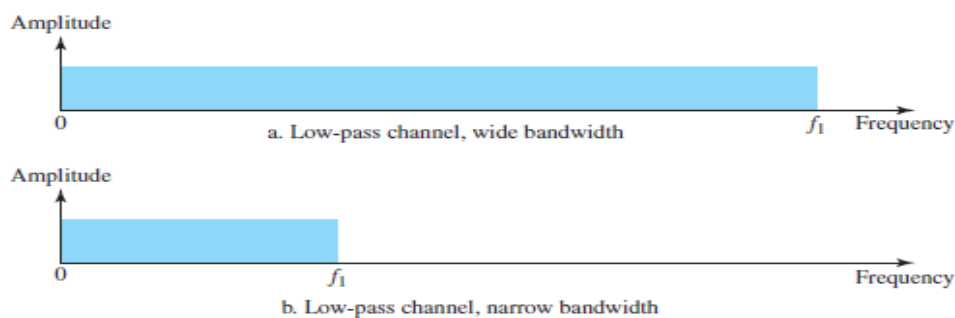 Amplitude
0
f1
Frequency
a. Low-pass channel, wide bandwidth
Amplitude
0
f1
Frequency
b. Low-pass channel, narrow bandwidth